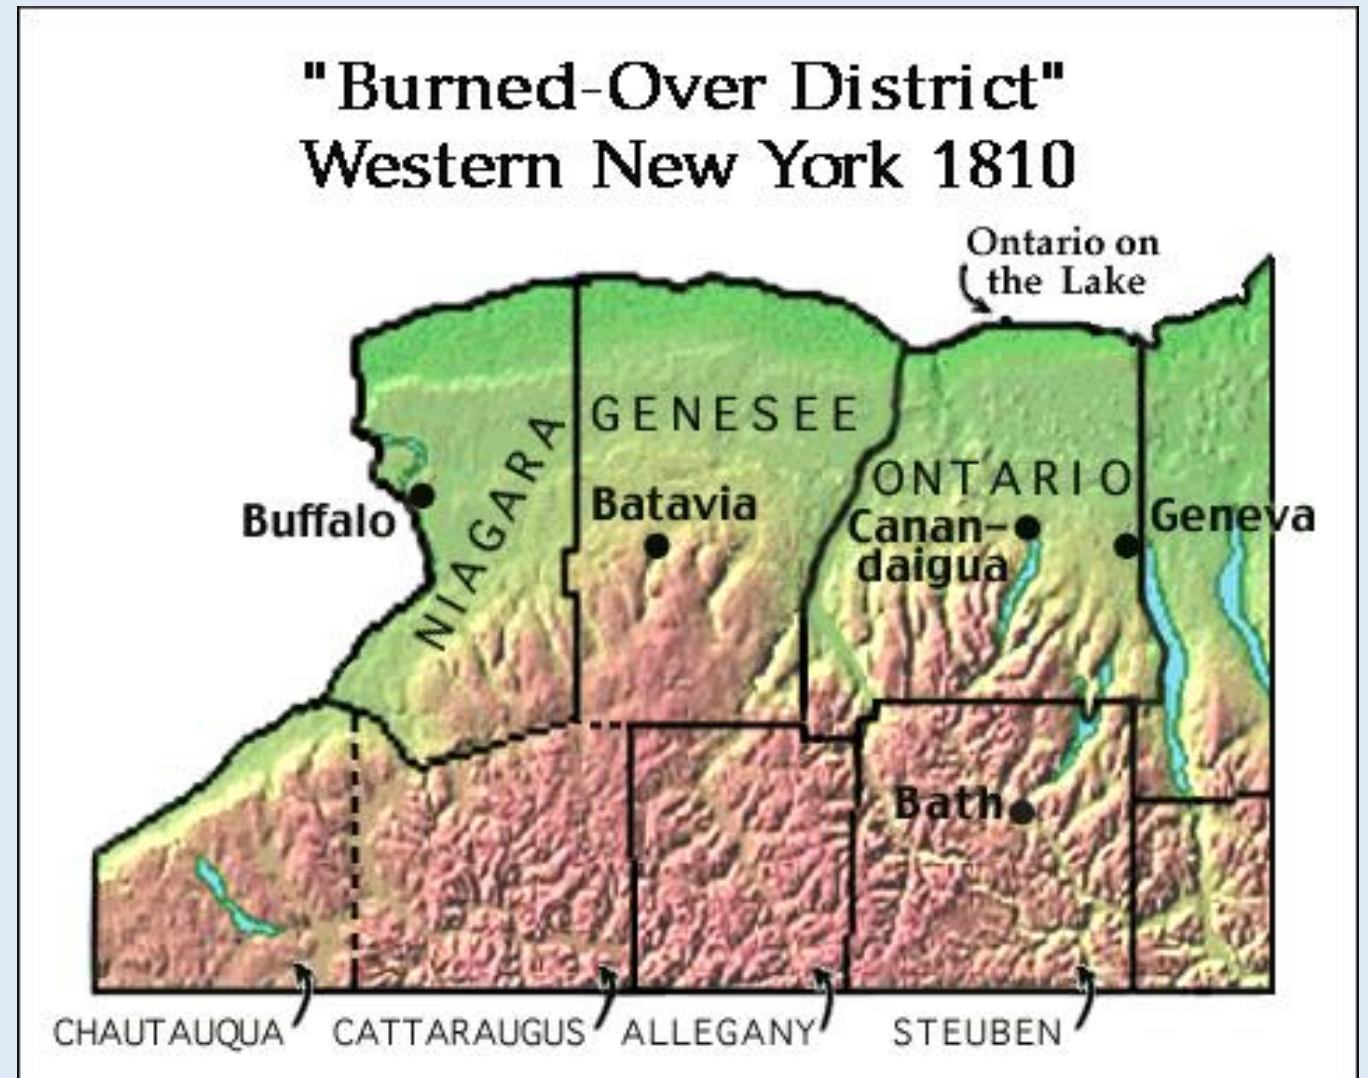 "Burned-Over District"
Western New York 1810
Ontario on
the Lake
GENESEE
NIAGARA
ONTARIO
Batavia
Buffalo
Canan-
daigua
Geneva
Bath
CHAUTAUQUA
CATTARAUGUS
ALLEGANY
STEUBEN